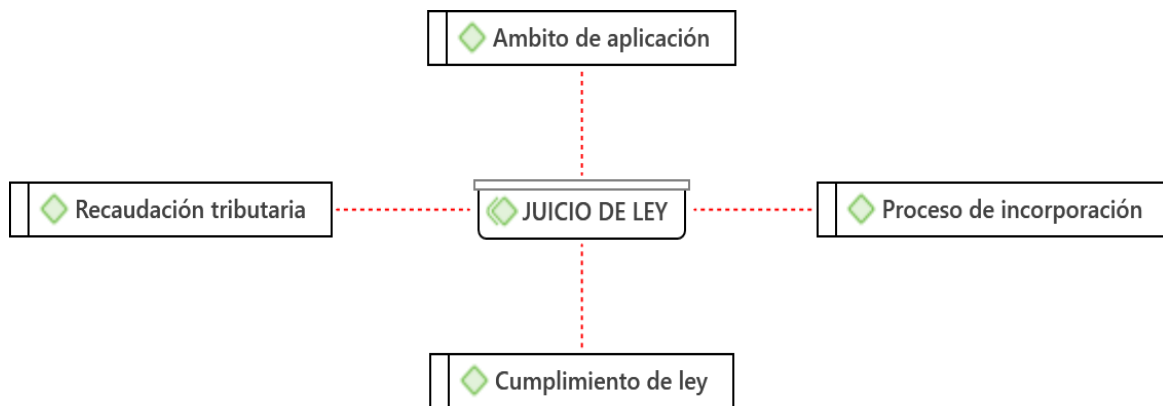 Ambito de aplicación
Recaudación tributaria
JUICIO DE LEY
Proceso de incorporación
Cumplimiento de ley